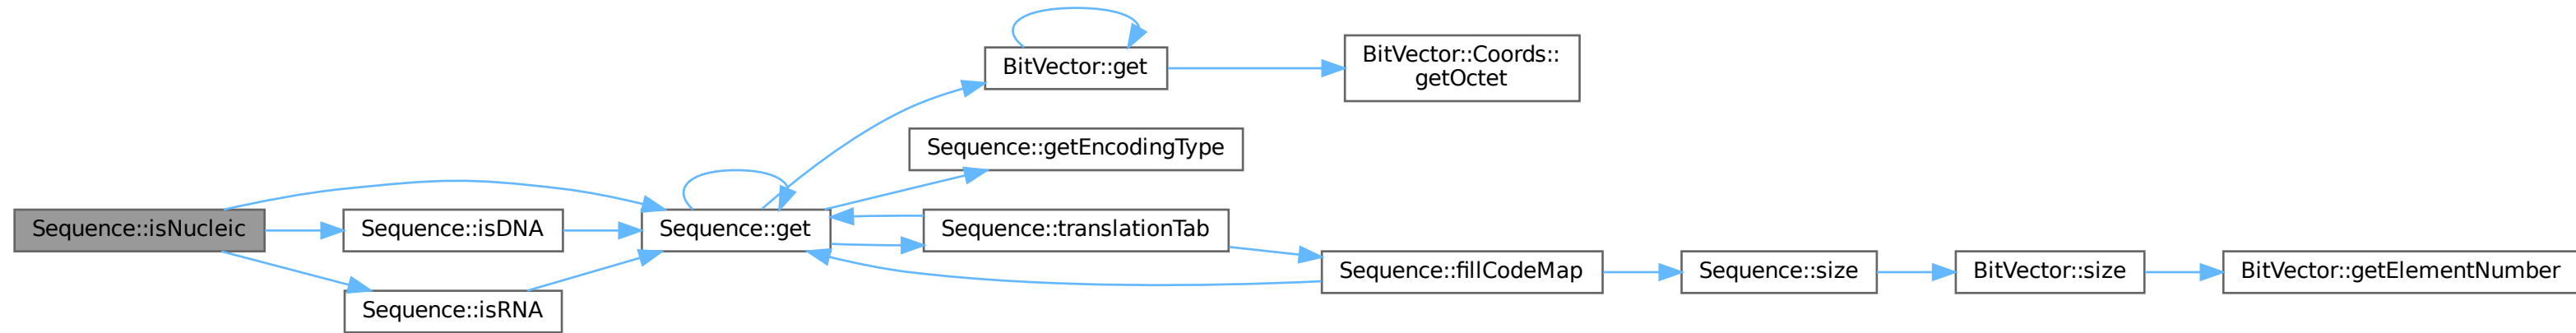 BitVector::get
BitVector::Coords::
getOctet
Sequence::getEncodingType
Sequence::isNucleic
Sequence::isDNA
Sequence::get
Sequence::translationTab
Sequence::fillCodeMap
Sequence::size
BitVector::size
BitVector::getElementNumber
Sequence::isRNA